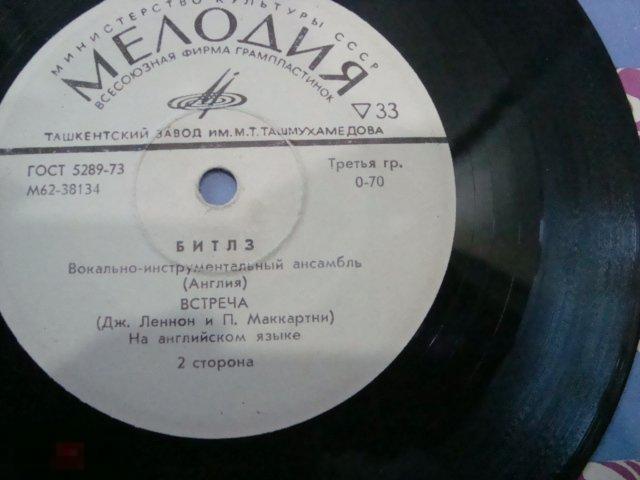 МИНИСТЕРСТВО КУЛЬТУРЫ СССР
МЕЛОДИЯ
ВСЕСОЮЗНАЯ ФИРМА ГРАМПЛАСТИНОК
▽33
ТАШКЕНТСКИЙ ЗАВОД ИМ. М.Т. ТАШМУХАМЕДОВА
ГОСТ 5289-73
Третья гр.
М62-38134
0-70
БИТЛЗ
Вокально-инструментальный ансамбль
(Англия)
ВСТРЕЧА
(Дж. Леннон и П. Маккартни)
На английском языке
2 сторона